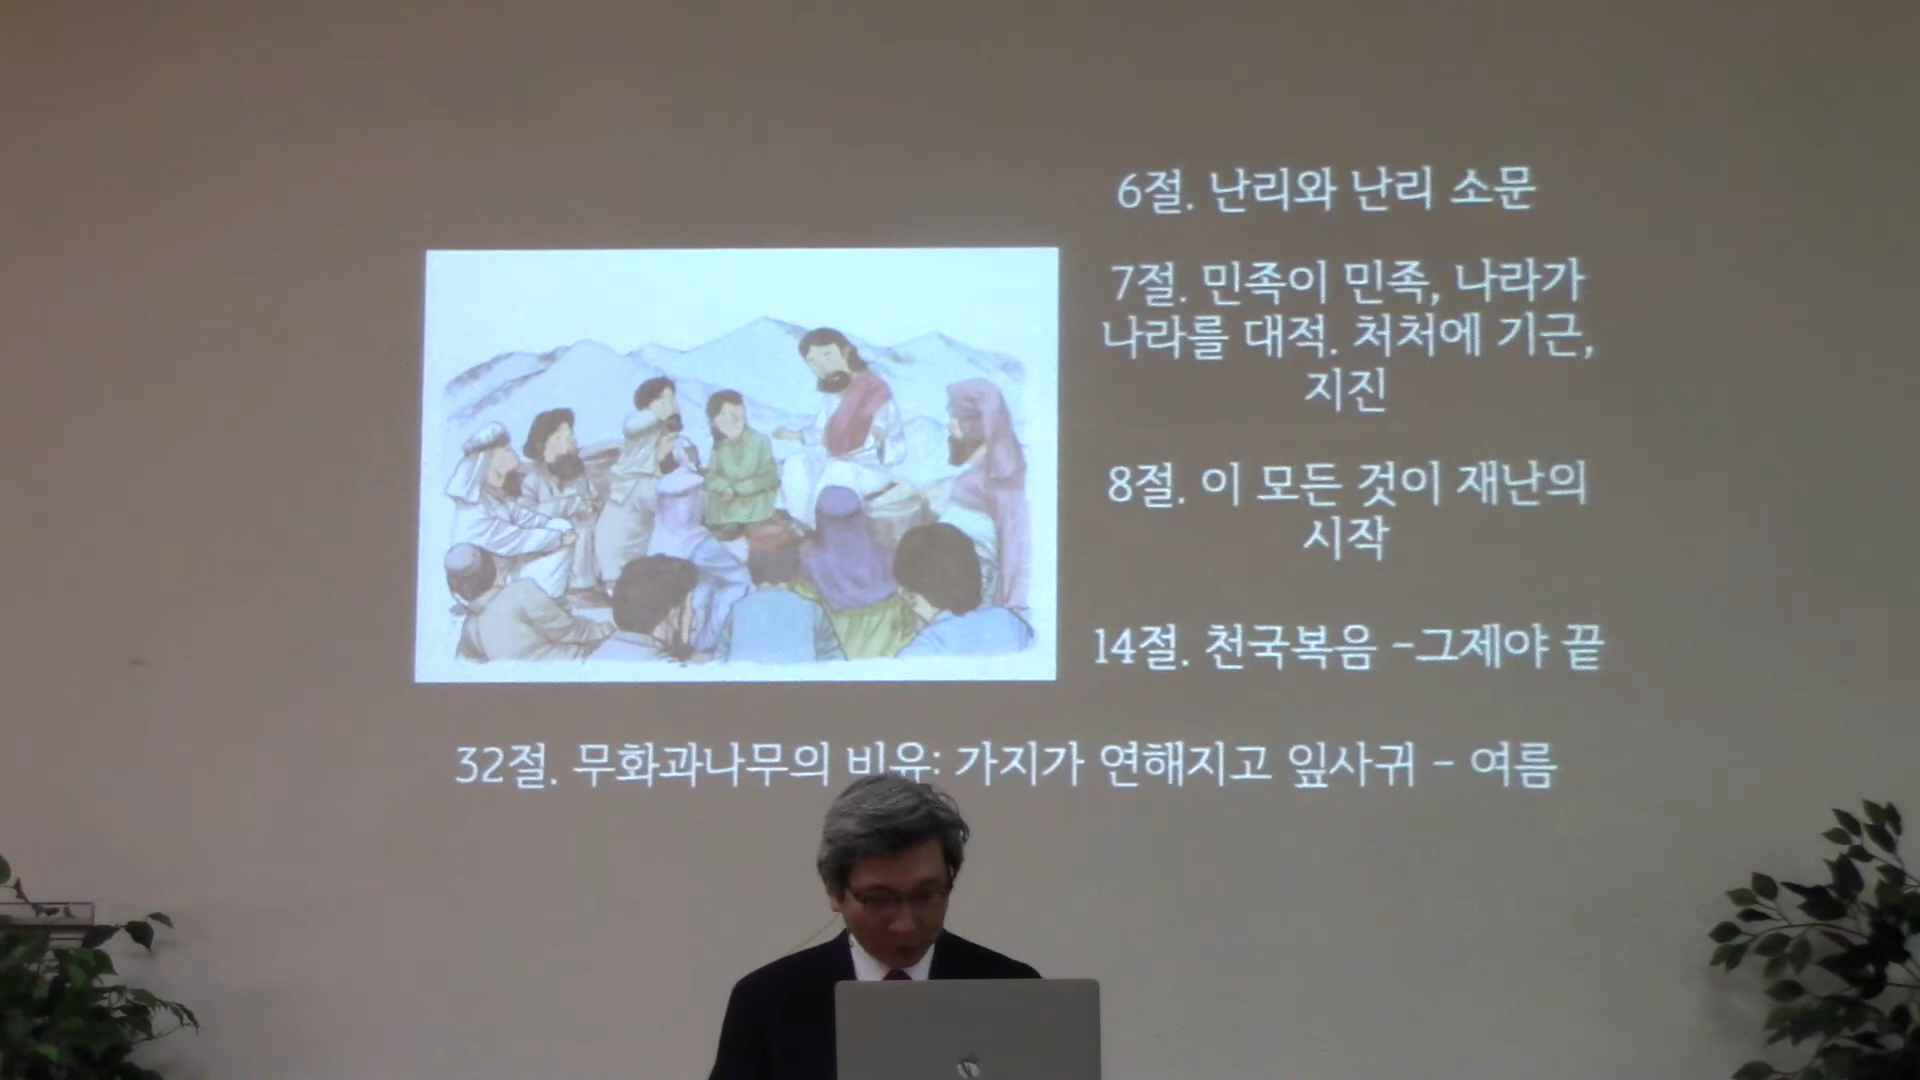 6절. 난리와 난리 소문
7절. 민족이 민족, 나라가
나라를 대적. 처처에 기근,
지진
8절. 이 모든 것이 재난의
시작
14절. 천국복음 -그제야 끝
32절. 무화과나무의 비유: 가지가 연해지고 잎사귀 - 여름